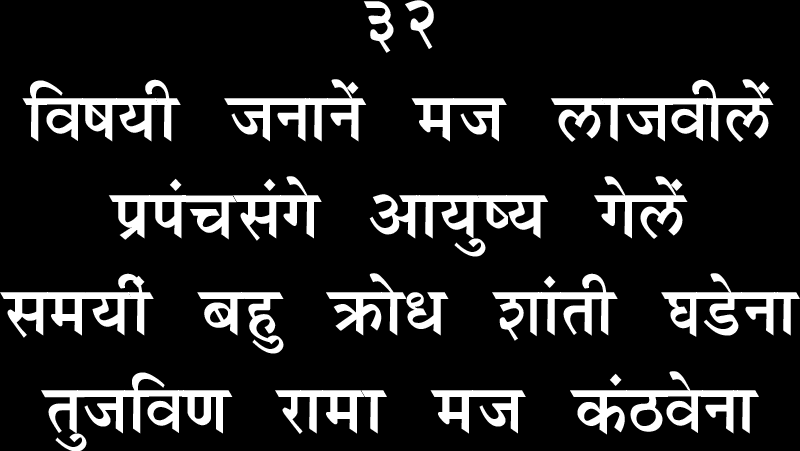 ३२
विषयी जनानें मज लाजवीलें
प्रपंचसंगे आयुष्य गेलें
समयीं बहु क्रोध शांती घडेना
तुजविण रामा मज कंठवेना